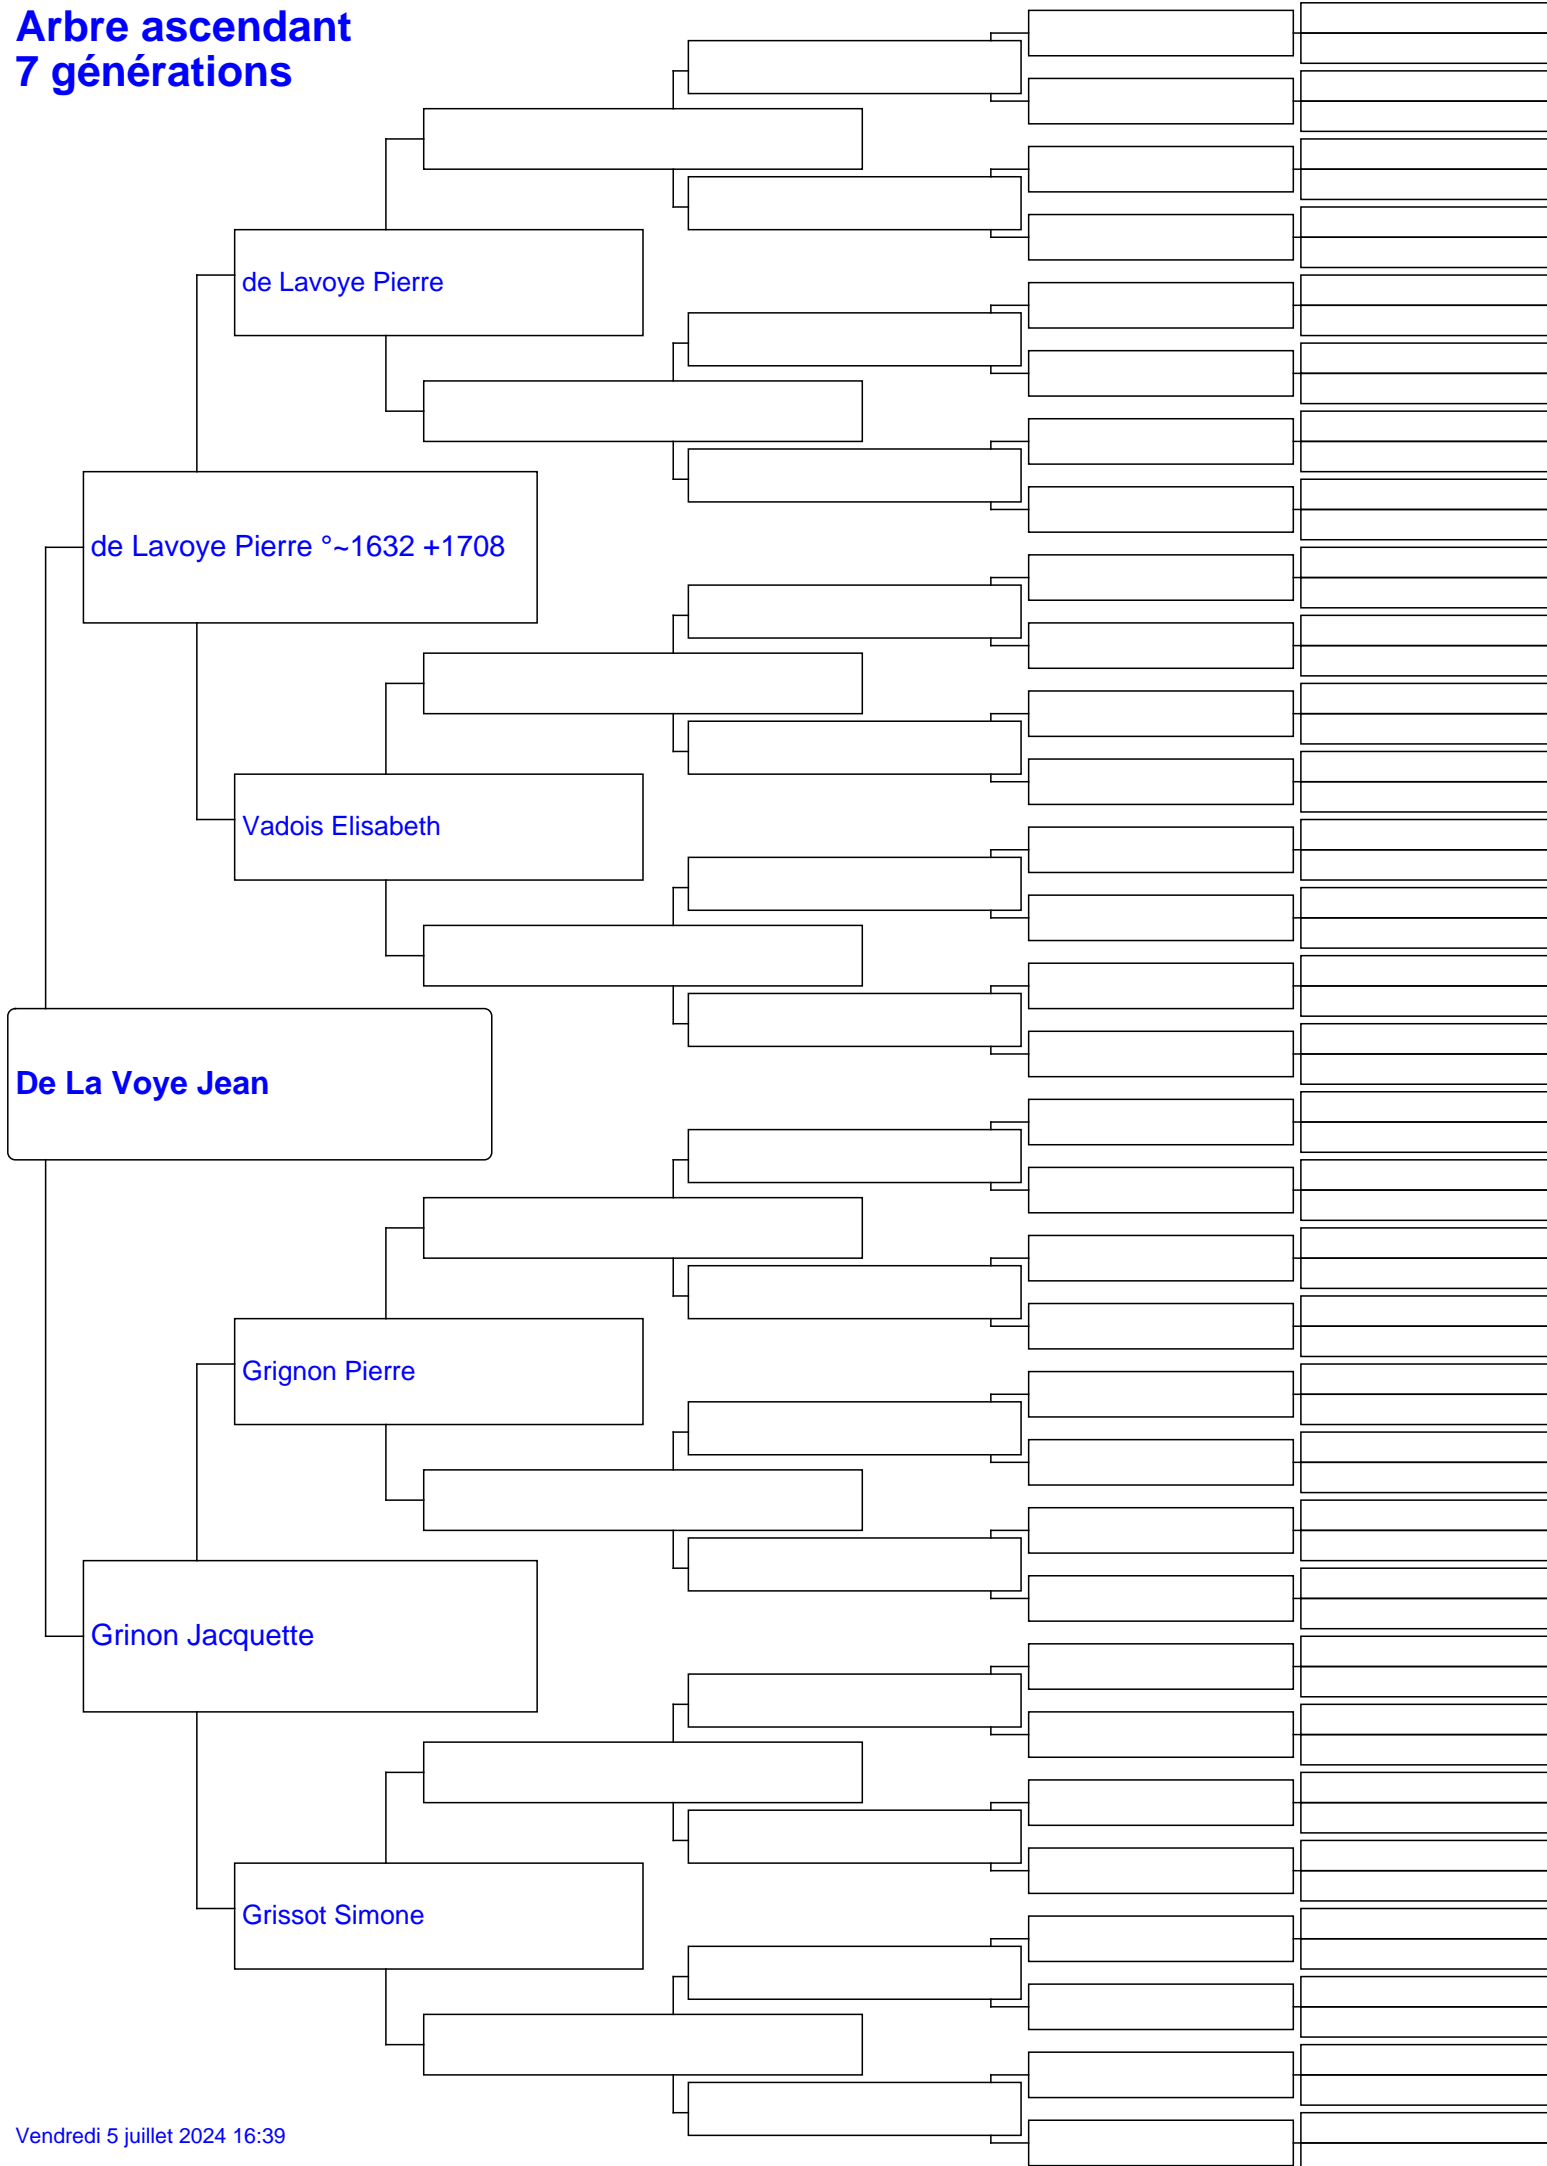 Arbre ascendant
7 générations
de Lavoye Pierre
de Lavoye Pierre °~1632 +1708
Vadois Elisabeth
De La Voye Jean
Grignon Pierre
Grinon Jacquette
Grissot Simone
Vendredi 5 juillet 2024 16:39